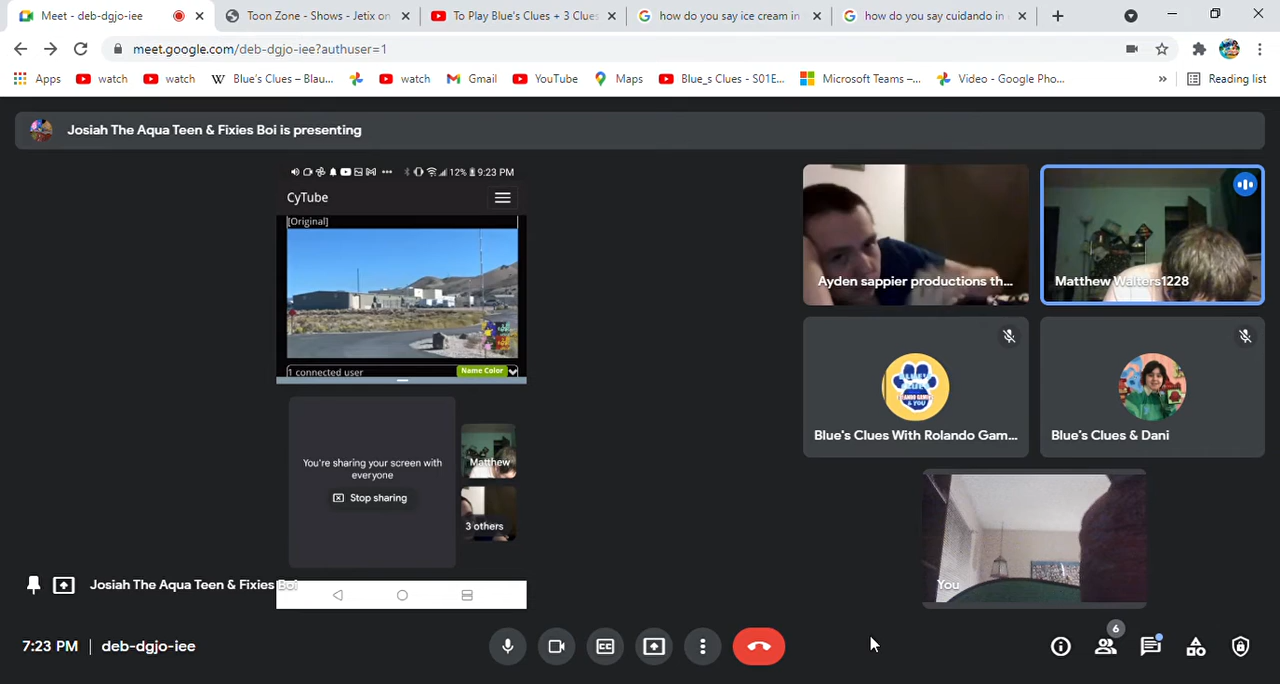 Meet - deb-dgjo-iee
Toon Zone - Shows - Jetix on
To Play Blue's Clues + 3 Clues
how do you say ice cream in
how do you say cuidando in
meet.google.com/deb-dgjo-iee?authuser=1
Apps
watch
watch
Blue's Clues – Blau...
watch
Gmail
YouTube
Maps
Blue_s Clues - S01E...
Microsoft Teams –...
Video - Google Pho...
»
Reading list
Josiah The Aqua Teen & Fixies Boi is presenting
12% 9:23 PM
CyTube
[Original]
1 connected user
Name Color
You're sharing your screen with
everyone
Stop sharing
Matthew
3 others
Ayden sappier productions th...
Matthew Walters1228
Blue's Clues With Rolando Gam...
Blue's Clues & Dani
You
Josiah The Aqua Teen & Fixies Boi
7:23 PM | deb-dgjo-iee
CC
6